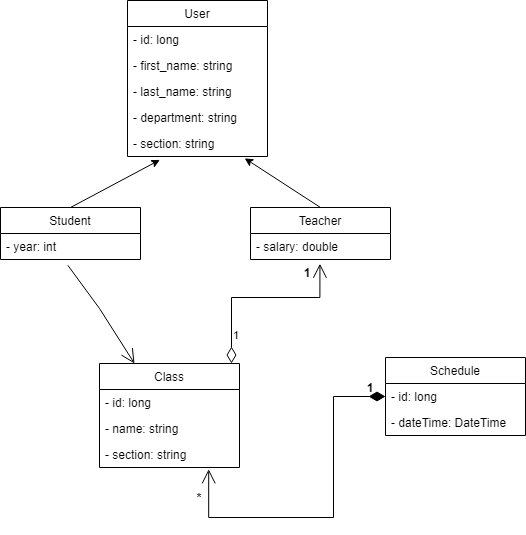 User
- id: long
- first_name: string
- last_name: string
- department: string
- section: string
Student
- year: int
Teacher
- salary: double
1
1
Class
- id: long
- name: string
- section: string
Schedule
- id: long
- dateTime: DateTime
1
*